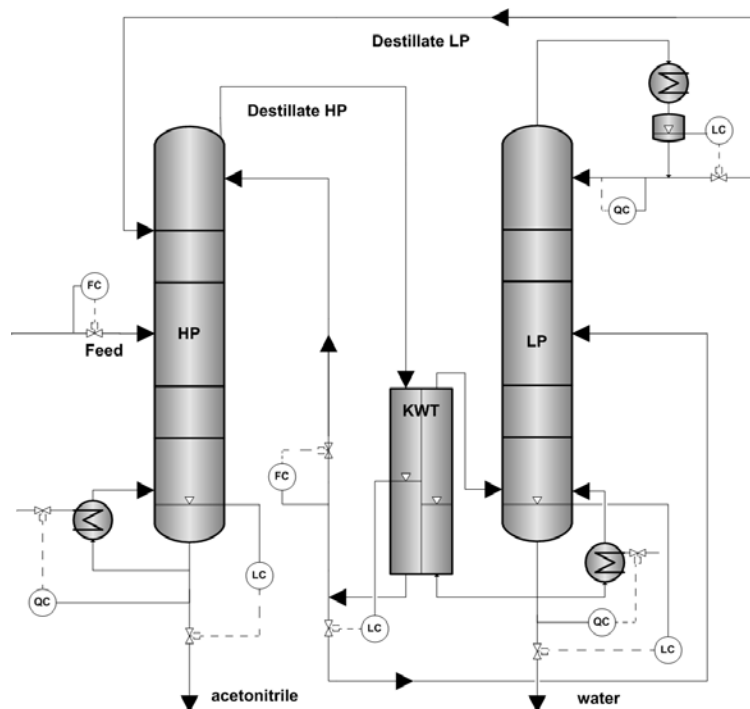 Destillate LP
Destillate HP
LC
QC
FC
HP
LP
Feed
KWT
FC
LC
QC
LC
QC
LC
acetonitrile
water